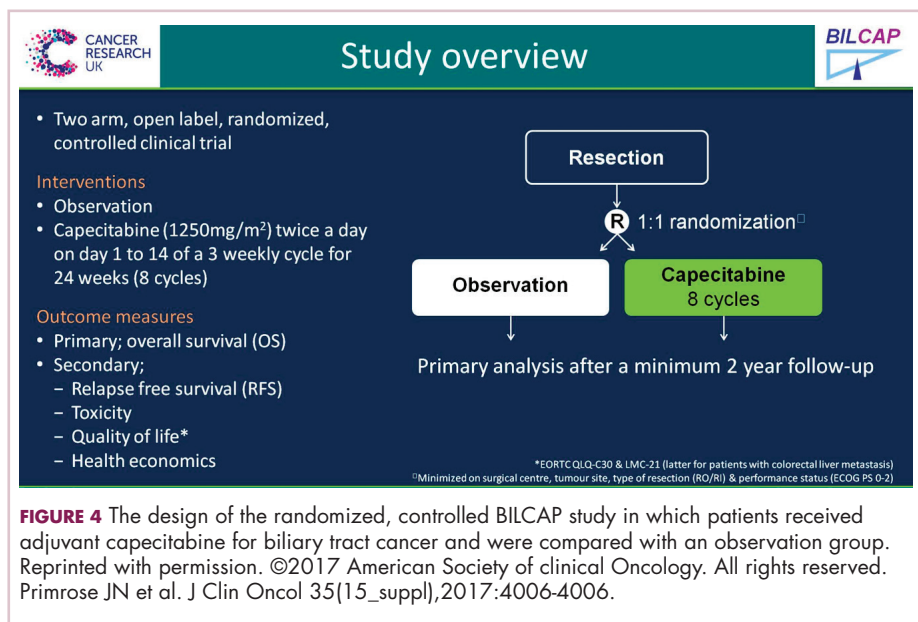 CANCER
RESEARCH
UK
Study overview
BILCAP
• Two arm, open label, randomized,
controlled clinical trial
Interventions
• Observation
• Capecitabine (1250mg/m²) twice a day
on day 1 to 14 of a 3 weekly cycle for
24 weeks (8 cycles)
Outcome measures
• Primary; overall survival (OS)
• Secondary;
– Relapse free survival (RFS)
– Toxicity
– Quality of life*
– Health economics
Resection
R 1:1 randomization□
Observation
Capecitabine
8 cycles
Primary analysis after a minimum 2 year follow-up
*EORTC QLQ-C30 & LMC-21 (latter for patients with colorectal liver metastasis)
□Minimized on surgical centre, tumour site, type of resection (RO/RI) & performance status (ECOG PS 0-2)
FIGURE 4 The design of the randomized, controlled BILCAP study in which patients received
adjuvant capecitabine for biliary tract cancer and were compared with an observation group.
Reprinted with permission. ©2017 American Society of clinical Oncology. All rights reserved.
Primrose JN et al. J Clin Oncol 35(15_suppl),2017:4006-4006.